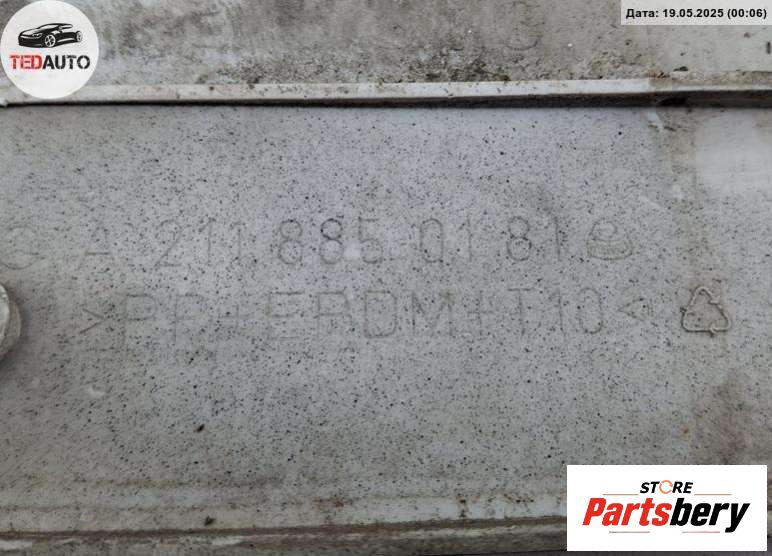 Дата: 19.05.2025 (00:06)
TEDAUTO
A 211 885 01 81
>PP+EPDM+T10<
STORE
Partsbery